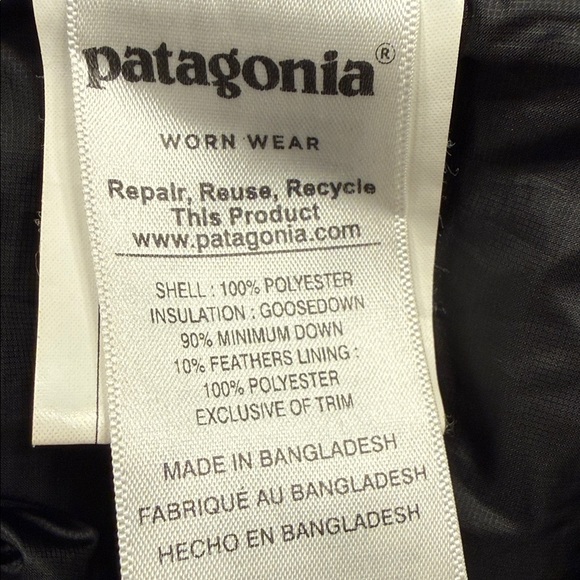 patagonia®
WORN WEAR
Repair, Reuse, Recycle
This Product
www.patagonia.com
SHELL : 100% POLYESTER
INSULATION : GOOSEDOWN
90% MINIMUM DOWN
10% FEATHERS LINING :
100% POLYESTER
EXCLUSIVE OF TRIM
MADE IN BANGLADESH
FABRIQUÉ AU BANGLADESH
HECHO EN BANGLADESH